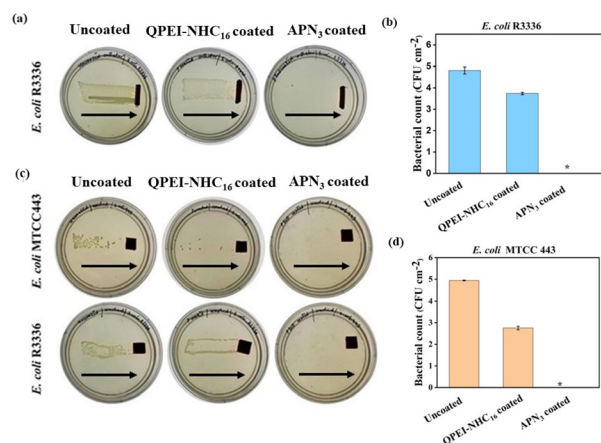 (a)
Uncoated QPEI-NHC₁₆ coated APN₃ coated
E. coli R3336
(b)
E. coli R3336
Bacterial count (CFU cm⁻²)
6
5
4
3
2
1
0
*
Uncoated
QPEI-NHC₁₆ coated
APN₃ coated
(c)
Uncoated QPEI-NHC₁₆ coated APN₃ coated
E. coli MTCC443
E. coli R3336
(d)
E. coli MTCC 443
Bacterial count (CFU cm⁻²)
6
5
4
3
2
1
0
*
Uncoated
QPEI-NHC₁₆ coated
APN₃ coated